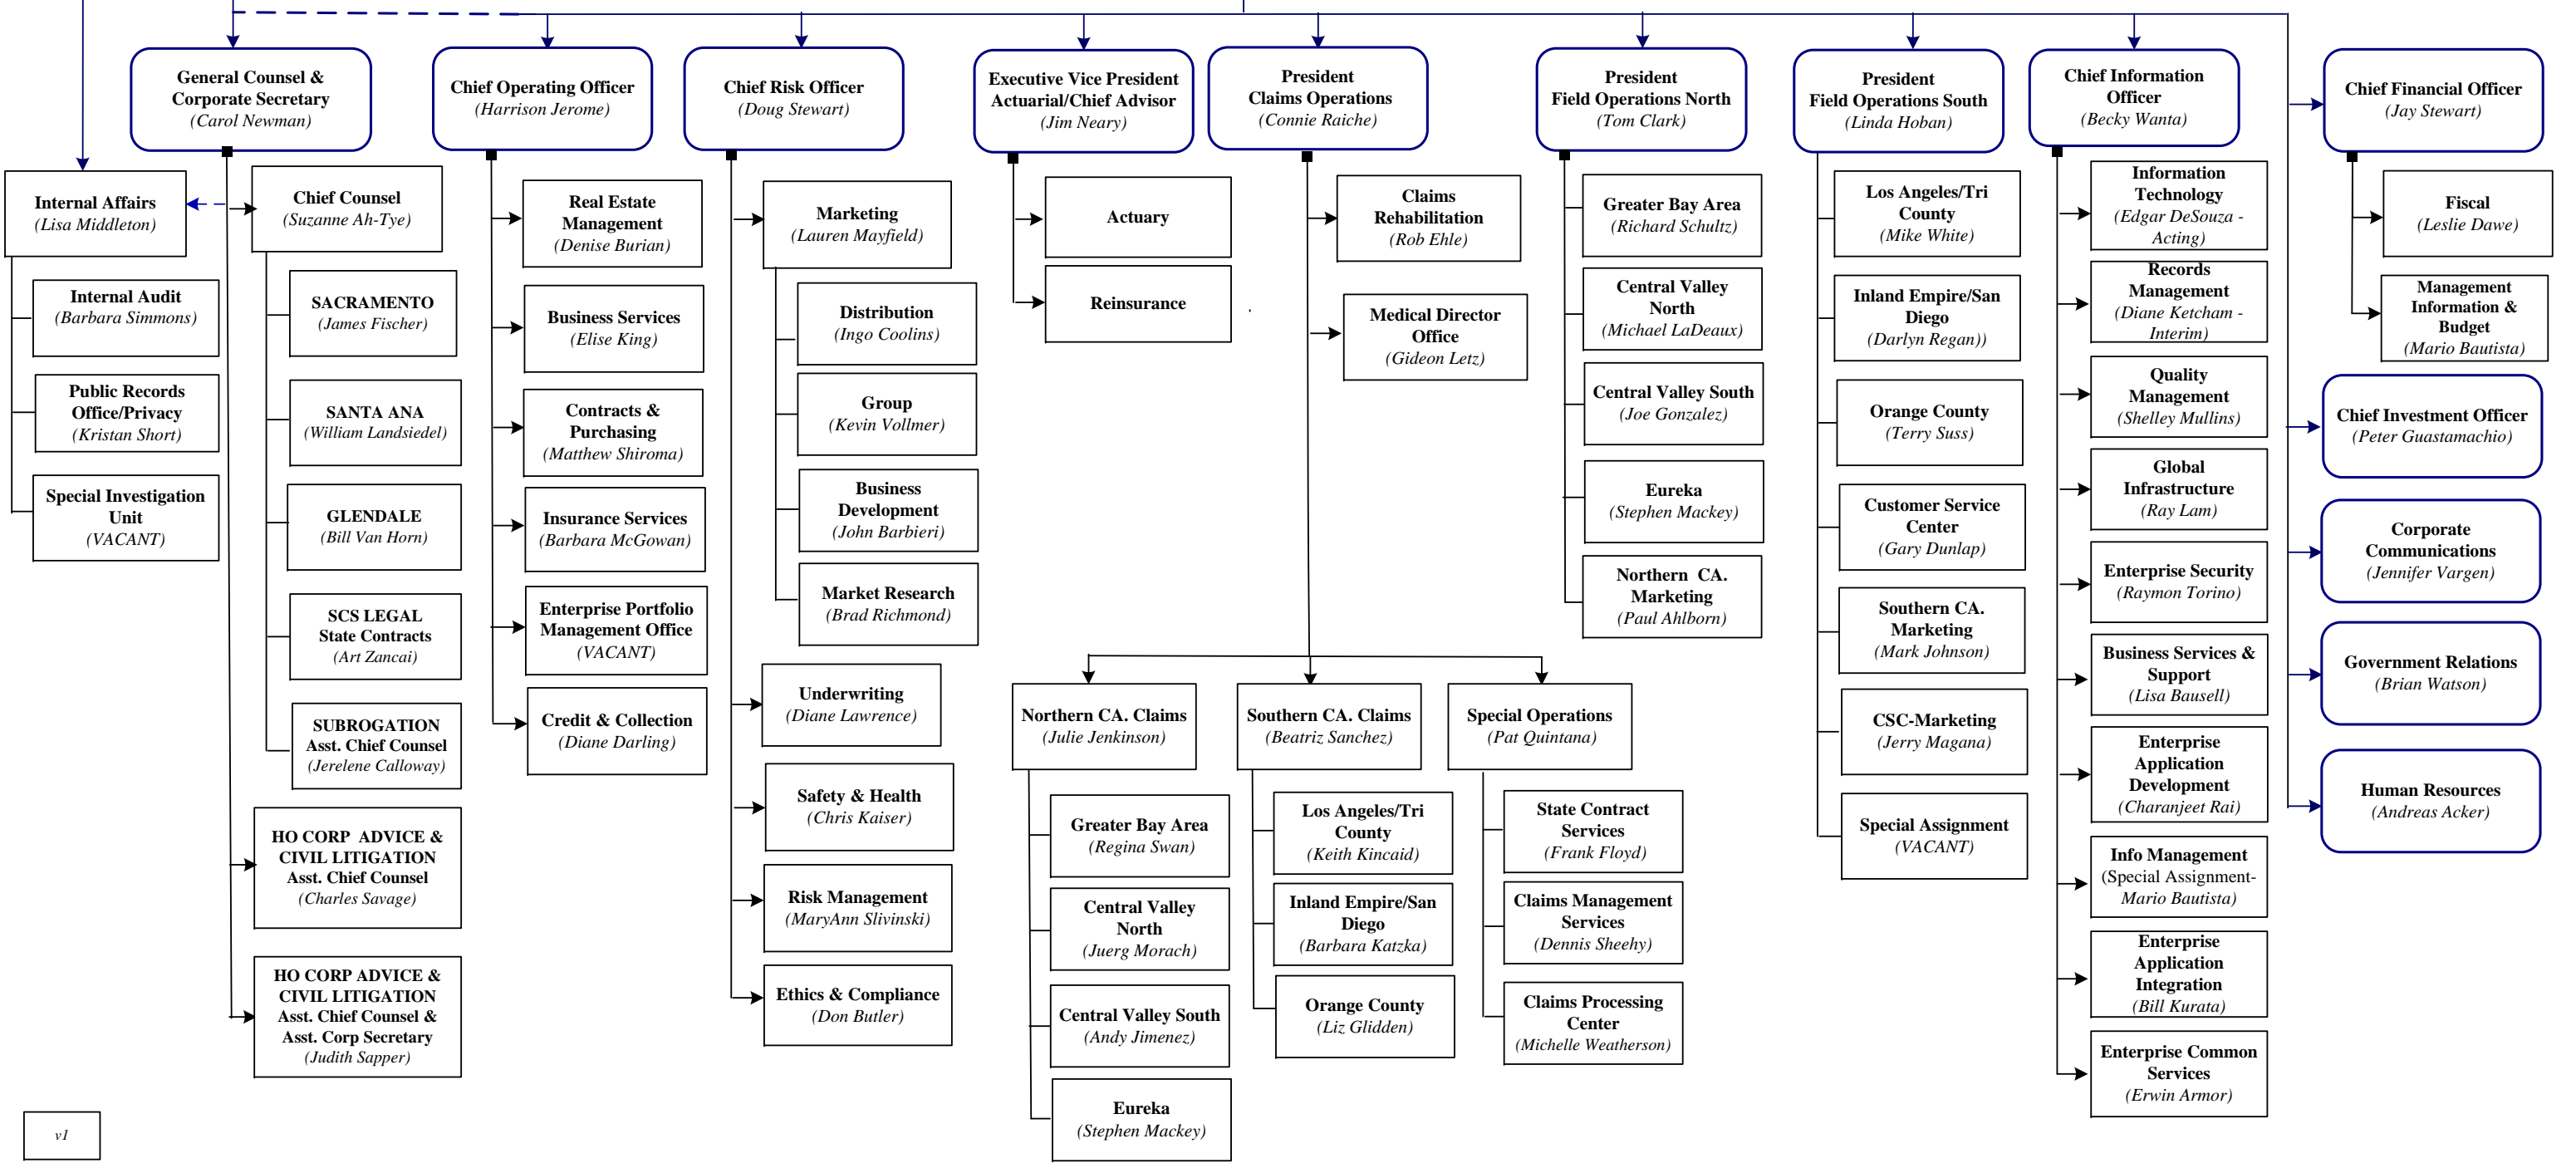 General Counsel &
Corporate Secretary
(Carol Newman)
Chief Operating Officer
(Harrison Jerome)
Chief Risk Officer
(Doug Stewart)
Executive Vice President
Actuarial/Chief Advisor
(Jim Neary)
President
Claims Operations
(Connie Raiche)
President
Field Operations North
(Tom Clark)
President
Field Operations South
(Linda Hoban)
Chief Information
Officer
(Becky Wanta)
Chief Financial Officer
(Jay Stewart)
Internal Affairs
(Lisa Middleton)
Internal Audit
(Barbara Simmons)
Public Records
Office/Privacy
(Kristan Short)
Special Investigation
Unit
(VACANT)
Chief Counsel
(Suzanne Ah-Tye)
SACRAMENTO
(James Fischer)
SANTA ANA
(William Landsiedel)
GLENDALE
(Bill Van Horn)
SCS LEGAL
State Contracts
(Art Zancai)
SUBROGATION
Asst. Chief Counsel
(Jerelene Calloway)
HO CORP  ADVICE &
CIVIL LITIGATION
Asst. Chief Counsel
(Charles Savage)
HO CORP ADVICE &
CIVIL LITIGATION
Asst. Chief Counsel &
Asst. Corp Secretary
(Judith Sapper)
Real Estate
Management
(Denise Burian)
Business Services
(Elise King)
Contracts &
Purchasing
(Matthew Shiroma)
Insurance Services
(Barbara McGowan)
Enterprise Portfolio
Management Office
(VACANT)
Credit & Collection
(Diane Darling)
Marketing
(Lauren Mayfield)
Distribution
(Ingo Coolins)
Group
(Kevin Vollmer)
Business
Development
(John Barbieri)
Market Research
(Brad Richmond)
Underwriting
(Diane Lawrence)
Safety & Health
(Chris Kaiser)
Risk Management
(MaryAnn Slivinski)
Ethics & Compliance
(Don Butler)
Actuary
Reinsurance
Claims
Rehabilitation
(Rob Ehle)
Medical Director
Office
(Gideon Letz)
Northern CA. Claims
(Julie Jenkinson)
Greater Bay Area
(Regina Swan)
Central Valley
North
(Juerg Morach)
Central Valley South
(Andy Jimenez)
Eureka
(Stephen Mackey)
Southern CA. Claims
(Beatriz Sanchez)
Los Angeles/Tri
County
(Keith Kincaid)
Inland Empire/San
Diego
(Barbara Katzka)
Orange County
(Liz Glidden)
Special Operations
(Pat Quintana)
State Contract
Services
(Frank Floyd)
Claims Management
Services
(Dennis Sheehy)
Claims Processing
Center
(Michelle Weatherson)
Greater Bay Area
(Richard Schultz)
Central Valley
North
(Michael LaDeaux)
Central Valley South
(Joe Gonzalez)
Eureka
(Stephen Mackey)
Northern  CA.
Marketing
(Paul Ahlborn)
Los Angeles/Tri
County
(Mike White)
Inland Empire/San
Diego
(Darlyn Regan))
Orange County
(Terry Suss)
Customer Service
Center
(Gary Dunlap)
Southern CA.
Marketing
(Mark Johnson)
CSC-Marketing
(Jerry Magana)
Special Assignment
(VACANT)
Information
Technology
(Edgar DeSouza -
Acting)
Records
Management
(Diane Ketcham -
Interim)
Quality
Management
(Shelley Mullins)
Global
Infrastructure
(Ray Lam)
Enterprise Security
(Raymon Torino)
Business Services &
Support
(Lisa Bausell)
Enterprise
Application
Development
(Charanjeet Rai)
Info Management
(Special Assignment-
Mario Bautista)
Enterprise
Application
Integration
(Bill Kurata)
Enterprise Common
Services
(Erwin Armor)
Fiscal
(Leslie Dawe)
Management
Information &
Budget
(Mario Bautista)
Chief Investment Officer
(Peter Guastamachio)
Corporate
Communications
(Jennifer Vargen)
Government Relations
(Brian Watson)
Human Resources
(Andreas Acker)
v1